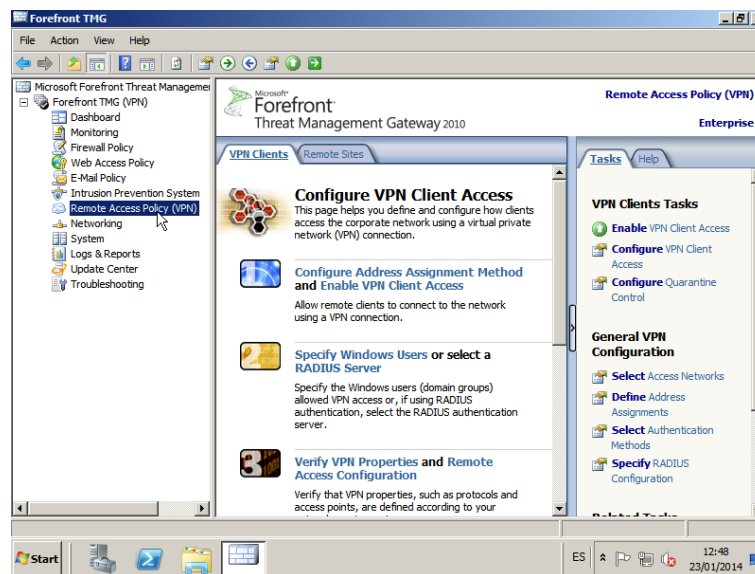 Forefront TMG
File Action View Help
Microsoft Forefront Threat Managemer
Forefront TMG (VPN)
Dashboard
Monitoring
Firewall Policy
Web Access Policy
E-Mail Policy
Intrusion Prevention System
Remote Access Policy (VPN)
Networking
System
Logs & Reports
Update Center
Troubleshooting
Microsoft
Forefront
Threat Management Gateway 2010
Remote Access Policy (VPN)
Enterprise
VPN Clients Remote Sites
Configure VPN Client Access
This page helps you define and configure how clients
access the corporate network using a virtual private
network (VPN) connection.
1
Configure Address Assignment Method
and Enable VPN Client Access
Allow remote clients to connect to the network
using a VPN connection.
2
Specify Windows Users or select a
RADIUS Server
Specify the Windows users (domain groups)
allowed VPN access or, if using RADIUS
authentication, select the RADIUS authentication
server.
3
Verify VPN Properties and Remote
Access Configuration
Verify that VPN properties, such as protocols and
access points, are defined according to your
Tasks Help
VPN Clients Tasks
Enable VPN Client Access
Configure VPN Client
Access
Configure Quarantine
Control
General VPN
Configuration
Select Access Networks
Define Address
Assignments
Select Authentication
Methods
Specify RADIUS
Configuration
Start
ES
12:48
23/01/2014